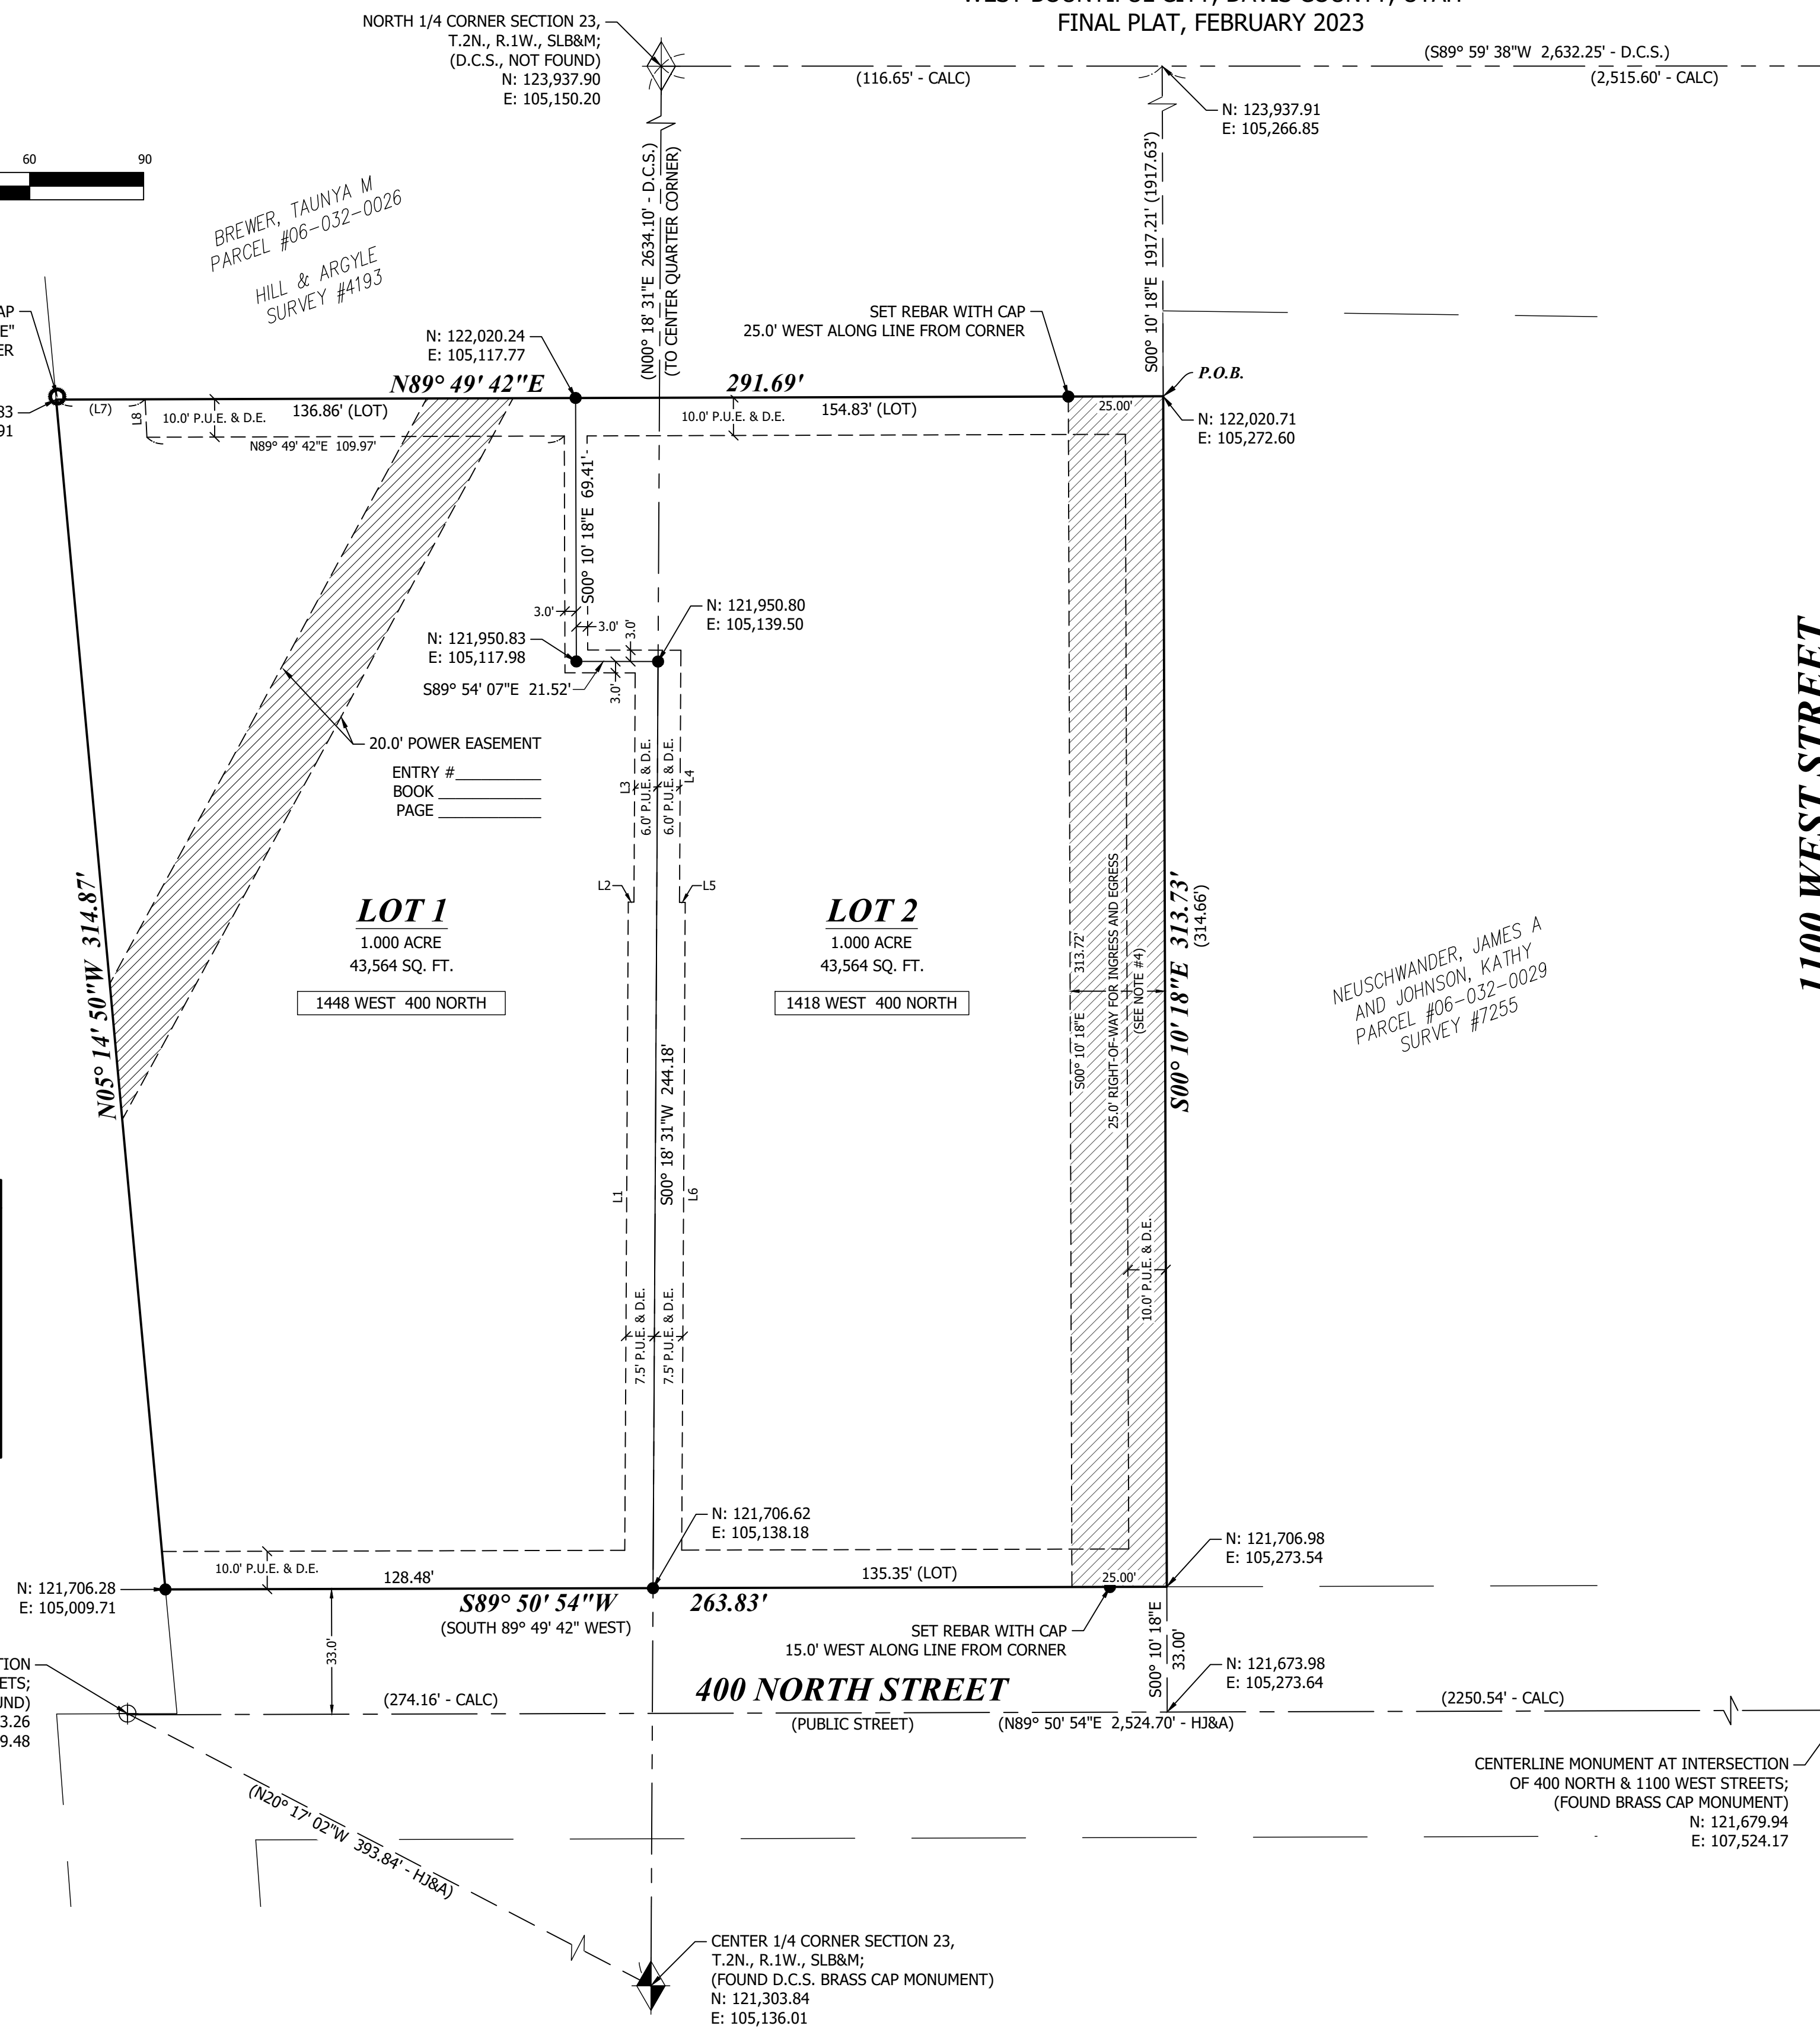 WEST BOUNTIFUL CITY, DAVIS COUNTY, UTAH
FINAL PLAT, FEBRUARY 2023
NORTH 1/4 CORNER SECTION 23,
T.2N., R.1W., SLB&M;
(D.C.S., NOT FOUND)
N: 123,937.90
E: 105,150.20
(116.65' - CALC)
(S89° 59' 38"W 2,632.25' - D.C.S.)
(2,515.60' - CALC)
N: 123,937.91
E: 105,266.85
60 90
(N00° 18' 31"E 2634.10' - D.C.S.)
(TO CENTER QUARTER CORNER)
S00° 10' 18"E 1917.21' (1917.63')
BREWER, TAUNYA M
PARCEL #06-032-0026
HILL & ARGYLE
SURVEY #4193
AP
E"
ER
33
91
N: 122,020.24
E: 105,117.77
SET REBAR WITH CAP
25.0' WEST ALONG LINE FROM CORNER
P.O.B.
N: 122,020.71
E: 105,272.60
N89° 49' 42"E 291.69'
(L7)
L8
136.86' (LOT)
154.83' (LOT)
25.00'
10.0' P.U.E. & D.E.
10.0' P.U.E. & D.E.
N89° 49' 42"E 109.97'
S00° 10' 18"E 69.41'
3.0'
3.0'
3.0'
3.0'
N: 121,950.80
E: 105,139.50
N: 121,950.83
E: 105,117.98
S89° 54' 07"E 21.52'
20.0' POWER EASEMENT
ENTRY #
BOOK
PAGE
L3
6.0' P.U.E. & D.E.
6.0' P.U.E. & D.E.
L4
L2
L5
LOT 1
1.000 ACRE
43,564 SQ. FT.
1448 WEST 400 NORTH
LOT 2
1.000 ACRE
43,564 SQ. FT.
1418 WEST 400 NORTH
N05° 14' 50"W 314.87'
S00° 10' 18"E 313.72'
25.0' RIGHT-OF-WAY FOR INGRESS AND EGRESS
(SEE NOTE #4)
S00° 10' 18"E 313.73'
(314.66')
NEUSCHWANDER, JAMES A
AND JOHNSON, KATHY
PARCEL #06-032-0029
SURVEY #7255
1100 WEST STREET
S00° 18' 31"W 244.18'
L1
L6
7.5' P.U.E. & D.E.
7.5' P.U.E. & D.E.
10.0' P.U.E. & D.E.
N: 121,706.62
E: 105,138.18
N: 121,706.98
E: 105,273.54
10.0' P.U.E. & D.E.
N: 121,706.28
E: 105,009.71
128.48'
135.35' (LOT)
25.00'
S89° 50' 54"W 263.83'
(SOUTH 89° 49' 42" WEST)
33.0'
SET REBAR WITH CAP
15.0' WEST ALONG LINE FROM CORNER
S00° 10' 18"E
33.00'
N: 121,673.98
E: 105,273.64
TION
ETS;
UND)
3.26
9.48
(274.16' - CALC)
400 NORTH STREET
(PUBLIC STREET)
(N89° 50' 54"E 2,524.70' - HJ&A)
(2250.54' - CALC)
CENTERLINE MONUMENT AT INTERSECTION
OF 400 NORTH & 1100 WEST STREETS;
(FOUND BRASS CAP MONUMENT)
N: 121,679.94
E: 107,524.17
(N20° 17' 02"W 393.84' - HJ&A)
CENTER 1/4 CORNER SECTION 23,
T.2N., R.1W., SLB&M;
(FOUND D.C.S. BRASS CAP MONUMENT)
N: 121,303.84
E: 105,136.01